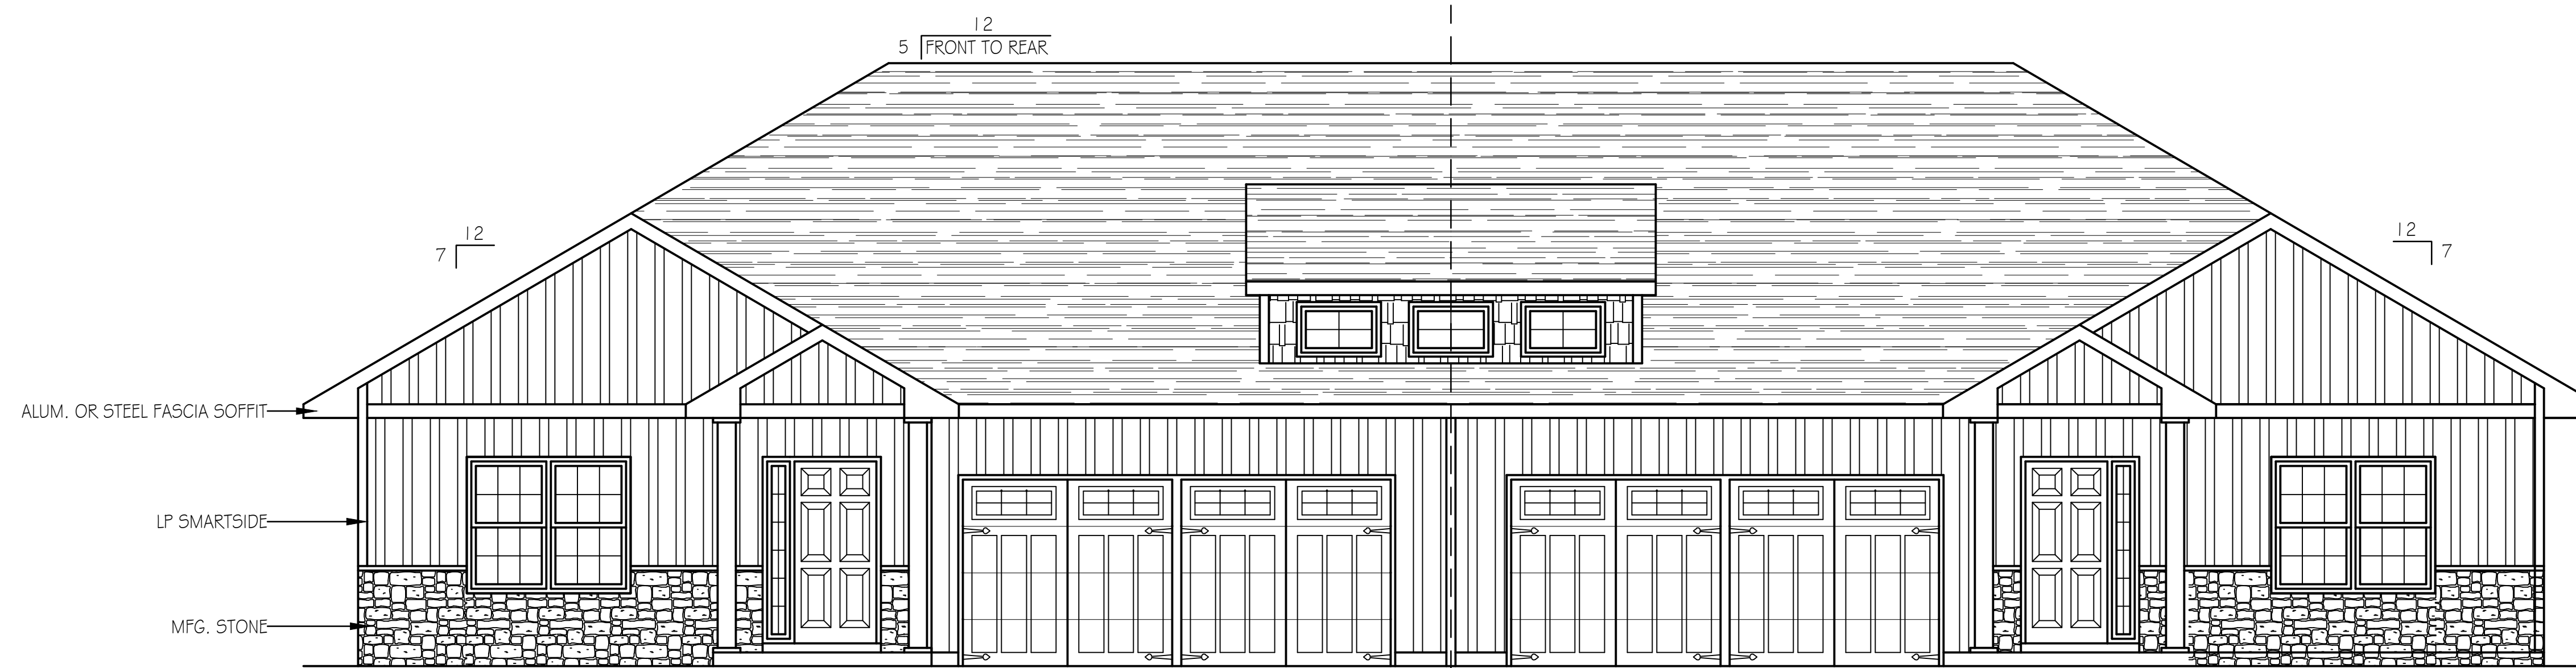 12
5 FRONT TO REAR
12
7
12
7
ALUM. OR STEEL FASCIA SOFFIT
LP SMARTSIDE
MFG. STONE